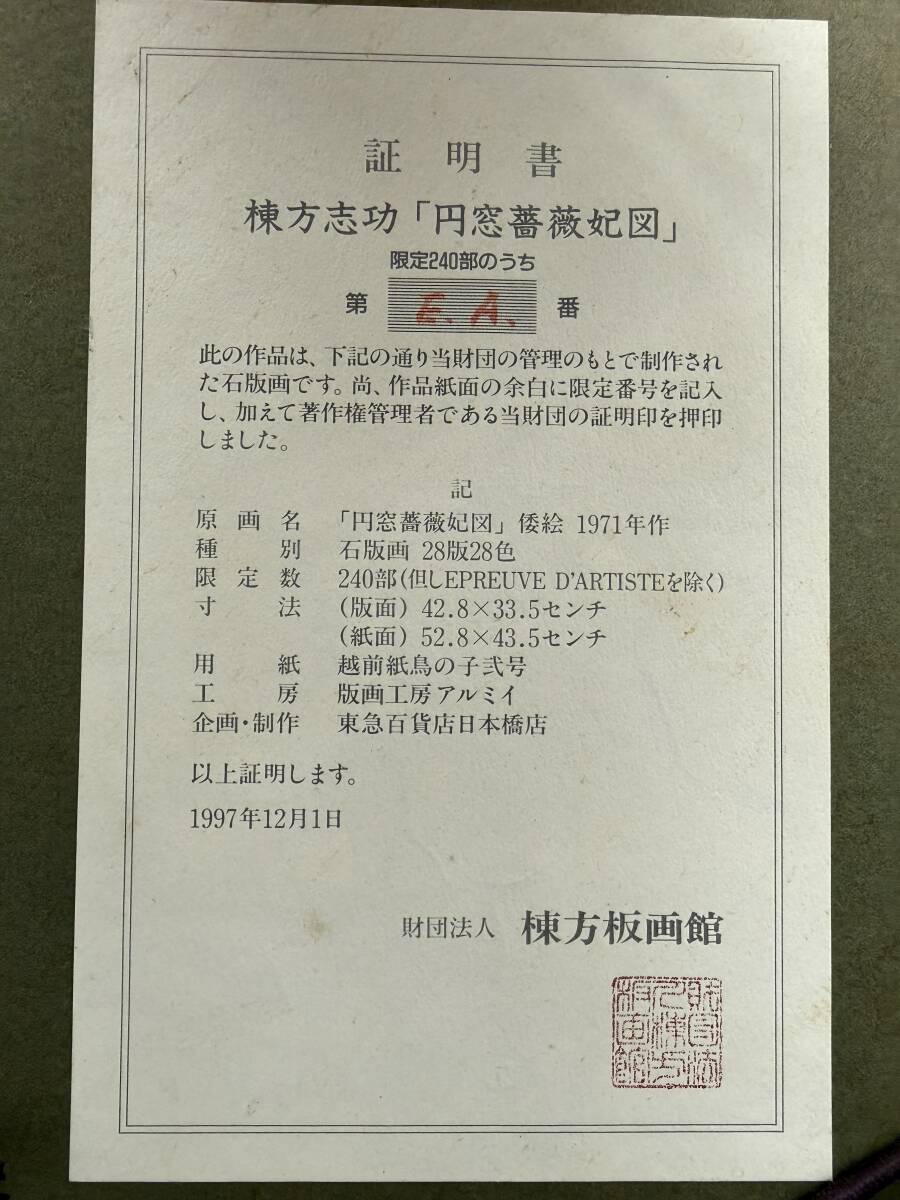 証明書
棟方志功「円窓薔薇妃図」
限定240部のうち
第 E.A. 番
此の作品は、下記の通り当財団の管理のもとで制作され
た石版画です。尚、作品紙面の余白に限定番号を記入
し、加えて著作権管理者である当財団の証明印を押印
しました。
記
原画名 「円窓薔薇妃図」倭絵 1971年作
種別 石版画 28版28色
限定数 240部(但しEPREUVE D'ARTISTEを除く)
寸法 (版面) 42.8×33.5センチ
(紙面) 52.8×43.5センチ
用紙 越前紙鳥の子弐号
工房 版画工房アルミイ
企画・制作 東急百貨店日本橋店
以上証明します。
1997年12月1日
財団法人 棟方板画館
財団法人棟方板画館